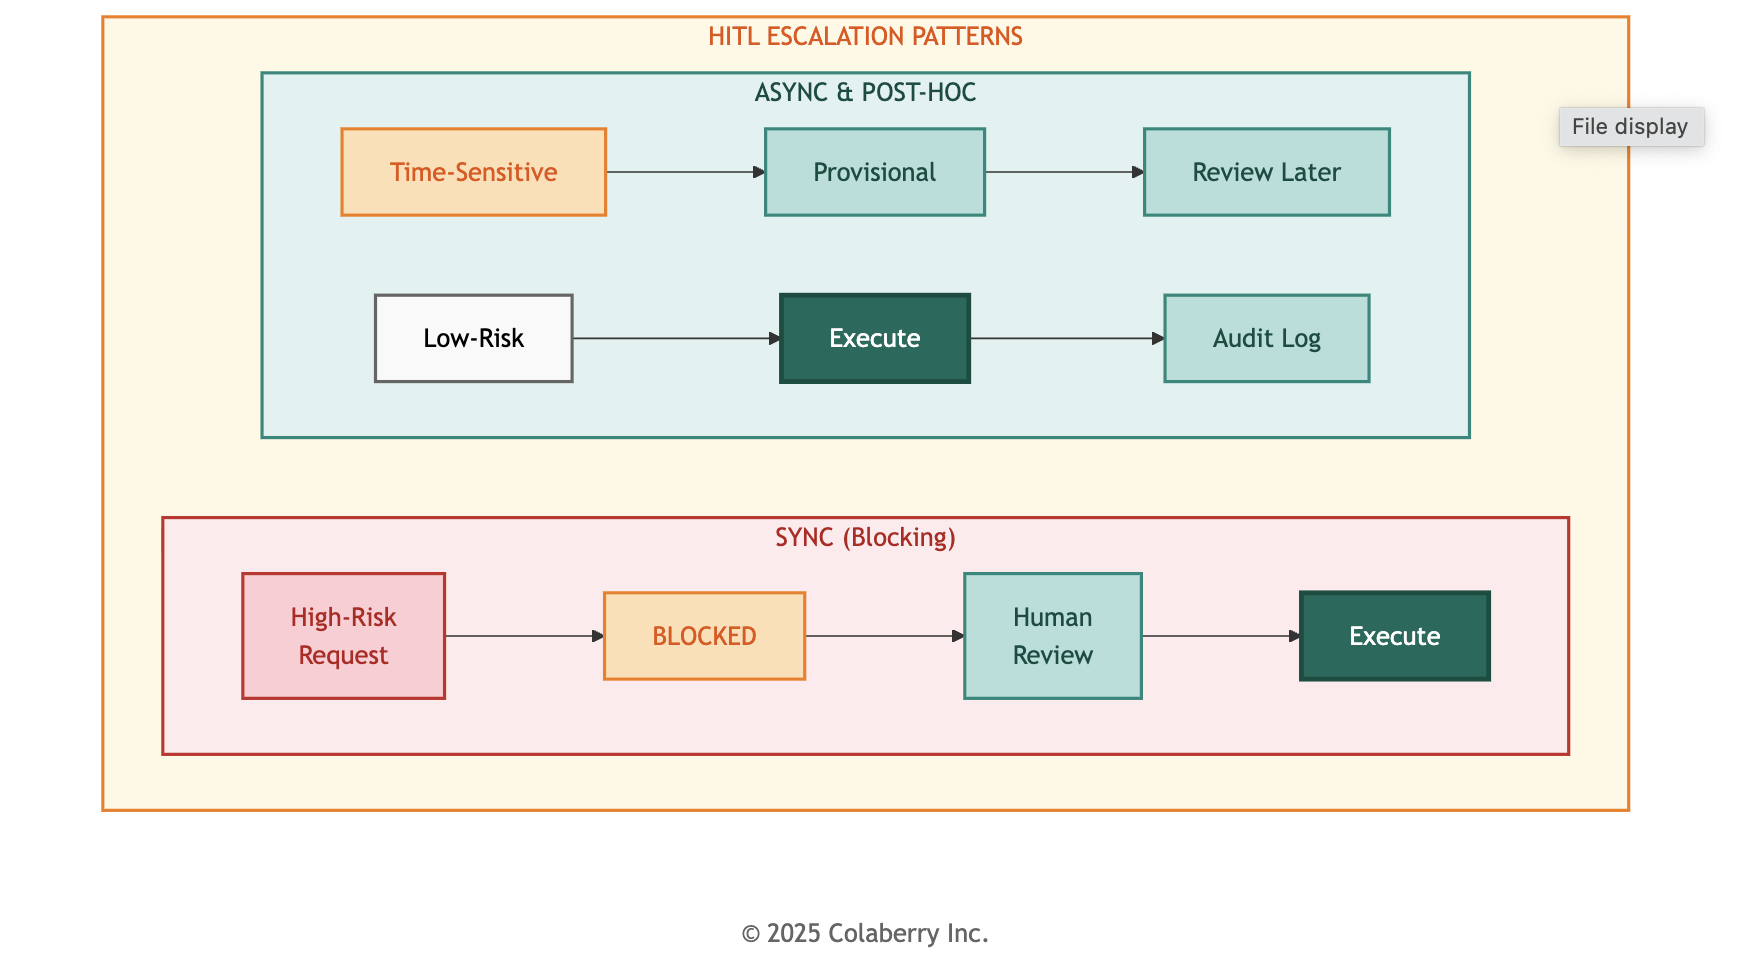 HITL ESCALATION PATTERNS
ASYNC & POST-HOC
File display
Time-Sensitive
Provisional
Review Later
Low-Risk
Execute
Audit Log
SYNC (Blocking)
High-Risk
Request
BLOCKED
Human
Review
Execute
© 2025 Colaberry Inc.